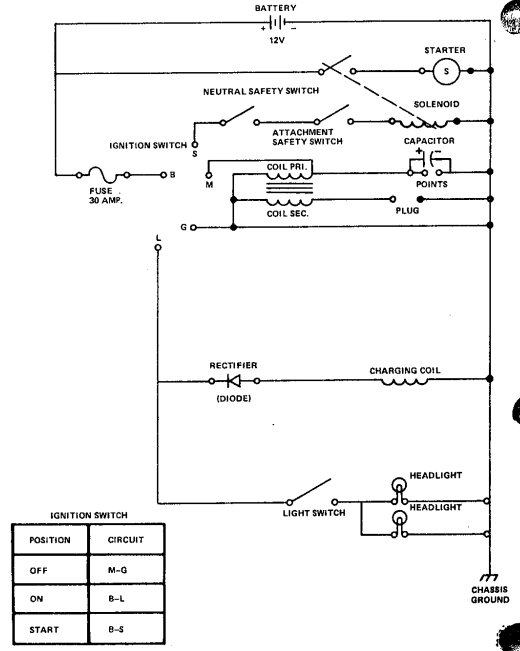 BATTERY
+ −
12V
STARTER
S
NEUTRAL SAFETY SWITCH
SOLENOID
ATTACHMENT
SAFETY SWITCH
IGNITION SWITCH
S
CAPACITOR
+ −
COIL PRI.
B
M
POINTS
FUSE
30 AMP.
COIL SEC.
PLUG
G
L
RECTIFIER
(DIODE)
CHARGING COIL
HEADLIGHT
LIGHT SWITCH
HEADLIGHT
CHASSIS
GROUND
IGNITION SWITCH
POSITION CIRCUIT
OFF M–G
ON B–L
START B–S